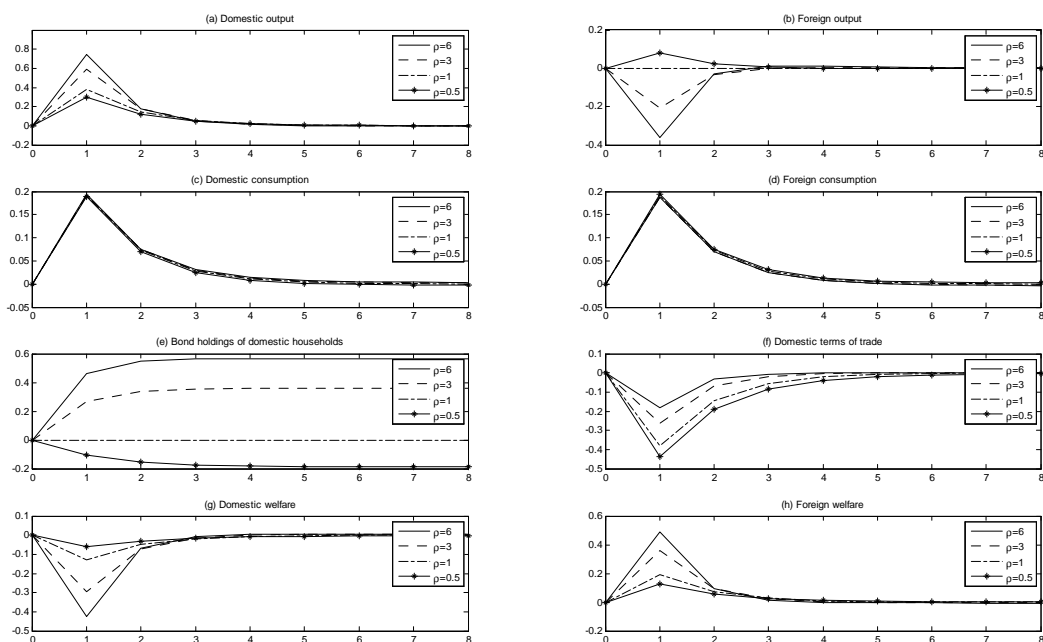 (a) Domestic output
0.8
0.6
0.4
0.2
0
-0.2
0 1 2 3 4 5 6 7 8
ρ=6
ρ=3
ρ=1
ρ=0.5
(b) Foreign output
0.2
0
-0.2
-0.4
0 1 2 3 4 5 6 7 8
ρ=6
ρ=3
ρ=1
ρ=0.5
(c) Domestic consumption
0.2
0.15
0.1
0.05
0
-0.05
0 1 2 3 4 5 6 7 8
ρ=6
ρ=3
ρ=1
ρ=0.5
(d) Foreign consumption
0.2
0.15
0.1
0.05
0
-0.05
0 1 2 3 4 5 6 7 8
ρ=6
ρ=3
ρ=1
ρ=0.5
(e) Bond holdings of domestic households
0.6
0.4
0.2
0
-0.2
0 1 2 3 4 5 6 7 8
ρ=6
ρ=3
ρ=1
ρ=0.5
(f) Domestic terms of trade
0.1
0
-0.1
-0.2
-0.3
-0.4
-0.5
0 1 2 3 4 5 6 7 8
ρ=6
ρ=3
ρ=1
ρ=0.5
(g) Domestic welfare
0.1
0
-0.1
-0.2
-0.3
-0.4
-0.5
0 1 2 3 4 5 6 7 8
ρ=6
ρ=3
ρ=1
ρ=0.5
(h) Foreign welfare
0.6
0.4
0.2
0
-0.2
0 1 2 3 4 5 6 7 8
ρ=6
ρ=3
ρ=1
ρ=0.5